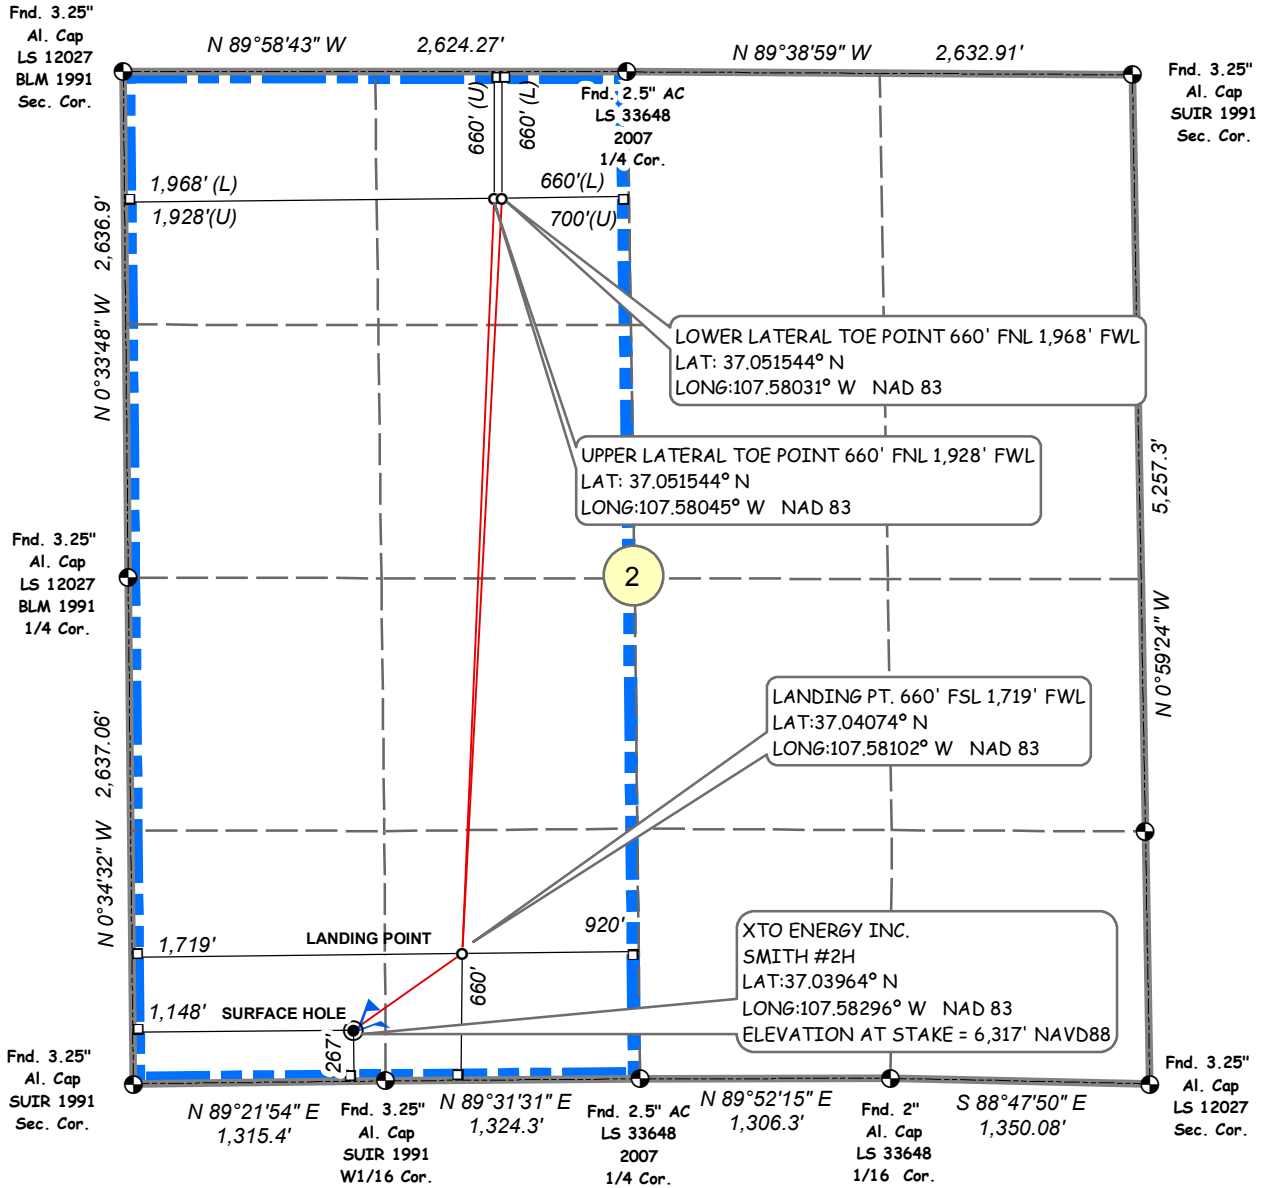 Fnd. 3.25"
Al. Cap
LS 12027
BLM 1991
Sec. Cor.
N 89°58'43" W 2,624.27'
N 89°38'59" W 2,632.91'
Fnd. 3.25"
Al. Cap
SUIR 1991
Sec. Cor.
Fnd. 2.5" AC
LS 33648
2007
1/4 Cor.
660' (U)
660' (L)
1,968' (L)
1,928'(U)
660'(L)
700'(U)
N 0°33'48" W 2,636.9'
LOWER LATERAL TOE POINT 660' FNL 1,968' FWL
LAT: 37.051544° N
LONG:107.58031° W NAD 83
UPPER LATERAL TOE POINT 660' FNL 1,928' FWL
LAT: 37.051544° N
LONG:107.58045° W NAD 83
5,257.3'
N 0°59'24" W
Fnd. 3.25"
Al. Cap
LS 12027
BLM 1991
1/4 Cor.
2
N 0°34'32" W 2,637.06'
LANDING PT. 660' FSL 1,719' FWL
LAT:37.04074° N
LONG:107.58102° W NAD 83
1,719'
LANDING POINT
920'
660'
1,148'
SURFACE HOLE
267'
XTO ENERGY INC.
SMITH #2H
LAT:37.03964° N
LONG:107.58296° W NAD 83
ELEVATION AT STAKE = 6,317' NAVD88
Fnd. 3.25"
Al. Cap
SUIR 1991
Sec. Cor.
N 89°21'54" E
1,315.4'
Fnd. 3.25"
Al. Cap
SUIR 1991
W1/16 Cor.
N 89°31'31" E
1,324.3'
Fnd. 2.5" AC
LS 33648
2007
1/4 Cor.
N 89°52'15" E
1,306.3'
Fnd. 2"
Al. Cap
LS 33648
1/16 Cor.
S 88°47'50" E
1,350.08'
Fnd. 3.25"
Al. Cap
LS 12027
Sec. Cor.